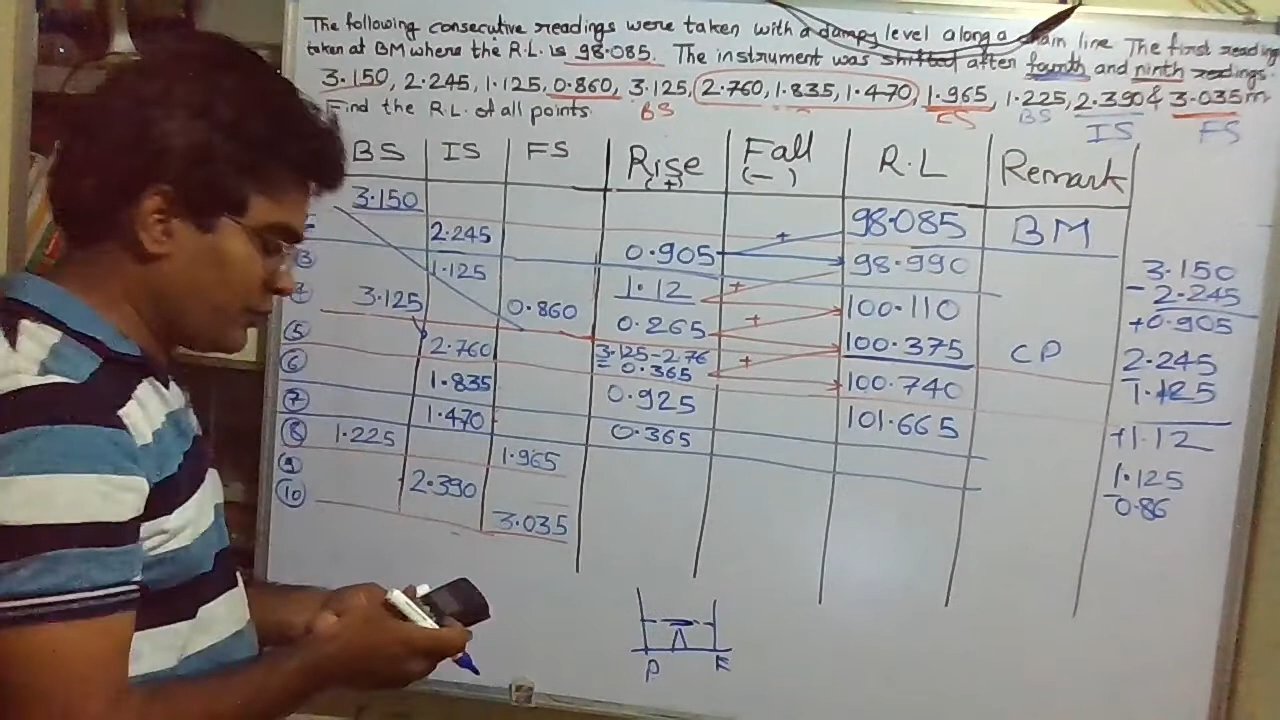 The following consecutive readings were taken with a dumpy level along a chain line The first reading
taken at BM where the R.L. is 98.085. The instrument was shifted after fourth and ninth readings.
3.150, 2.245, 1.125, 0.860, 3.125, 2.760, 1.835, 1.470, 1.965, 1.225, 2.390 & 3.035m
Find the R.L. of all points. BS FS BS IS FS
BS IS FS Rise (+) Fall (-) R.L Remark
3.150 98.085 BM
2.245 0.905 98.990
3 1.125 1.12 100.110
3.125 0.860 0.265 100.375 CP
5 2.760 3.125-2.76 = 0.365 100.740
6 1.835 0.925 101.665
7 1.470 0.365
8 1.225 1.965
9 2.390
10 3.035
+
+
+
+
3.150
- 2.245
+0.905
2.245
- 1.125
+1.12
1.125
-0.86
P